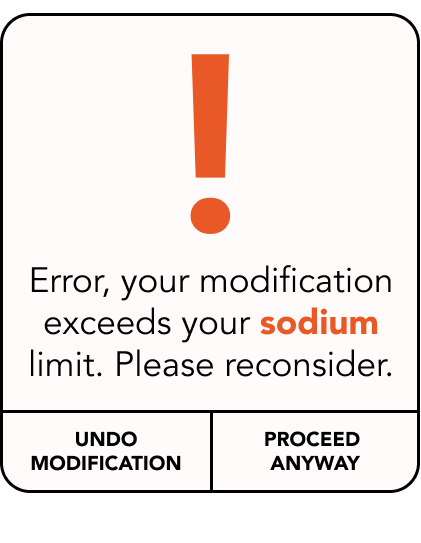 !
Error, your modification
exceeds your sodium
limit. Please reconsider.
UNDO
MODIFICATION
PROCEED
ANYWAY